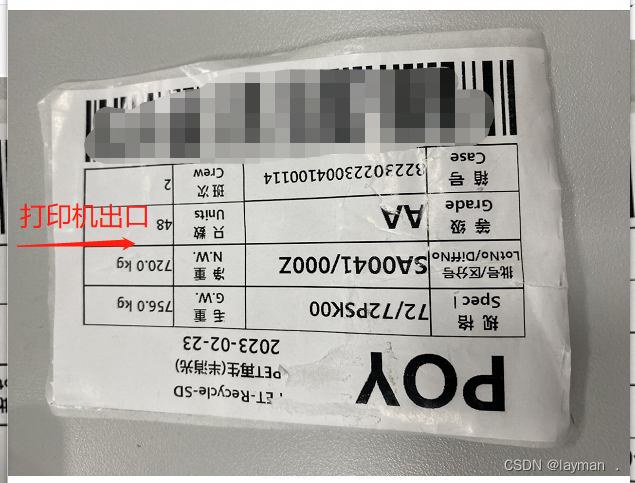 POY
ET-Recycle-SD
PET再生(半消光)
2023-02-23
规 格 72/72PSK00 毛 重 756.0 kg
Spec G.W.
批号/区分号 SA0041/000Z 净 重 720.0 kg
LotNo/DiffNo N.W.
等 级 AA 只 数 48
Grade Units
箱 号 32230223004100114 班 次 2
Case Crew
打印机出口
CSDN @layman .